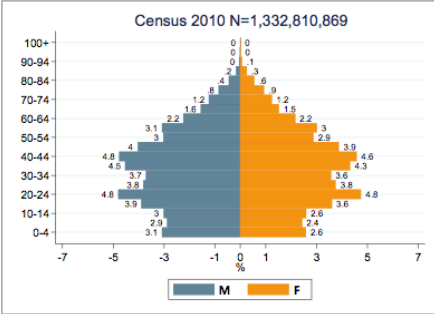 Census 2010 N=1,332,810,869
100+ 0 0
0 0
90-94 0 .1
.2 .3
80-84 .4 .6
.8 .9
70-74 1.2 1.2
1.6 1.5
60-64 2.2 2.2
3.1 3
50-54 3 2.9
4 3.9
40-44 4.8 4.6
4.5 4.3
30-34 3.7 3.6
3.8 3.8
20-24 4.8 4.8
3.9 3.6
10-14 3 2.6
2.9 2.4
0-4 3.1 2.6
-7 -5 -3 -1 0 1 3 5 7
%
M F